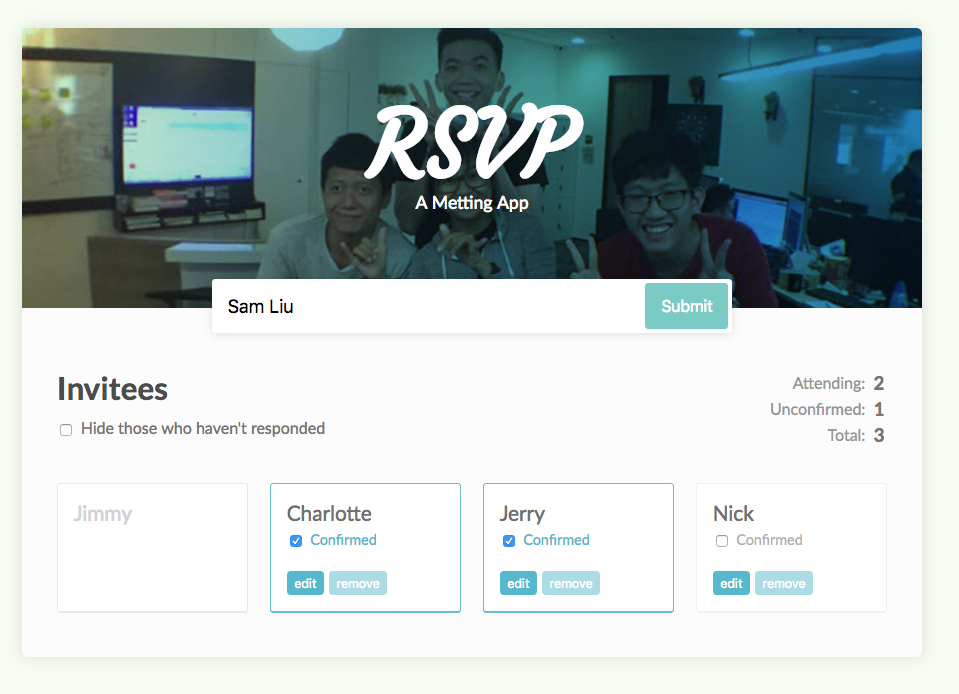 RSVP
A Metting App
Sam Liu
Submit
Invitees
Hide those who haven't responded
Attending: 2
Unconfirmed: 1
Total: 3
Jimmy
Charlotte
Confirmed
edit remove
Jerry
Confirmed
edit remove
Nick
Confirmed
edit remove